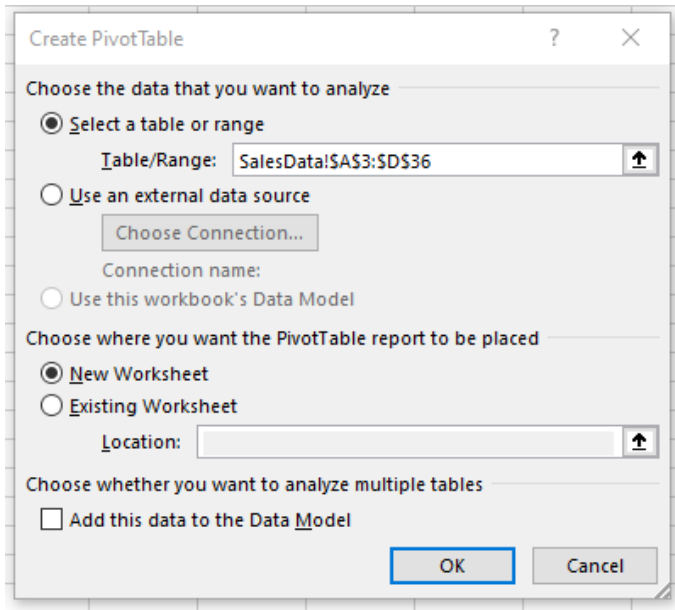 Create PivotTable ?
Choose the data that you want to analyze
Select a table or range
Table/Range: SalesData!$A$3:$D$36
Use an external data source
Choose Connection...
Connection name:
Use this workbook's Data Model
Choose where you want the PivotTable report to be placed
New Worksheet
Existing Worksheet
Location:
Choose whether you want to analyze multiple tables
Add this data to the Data Model
OK Cancel